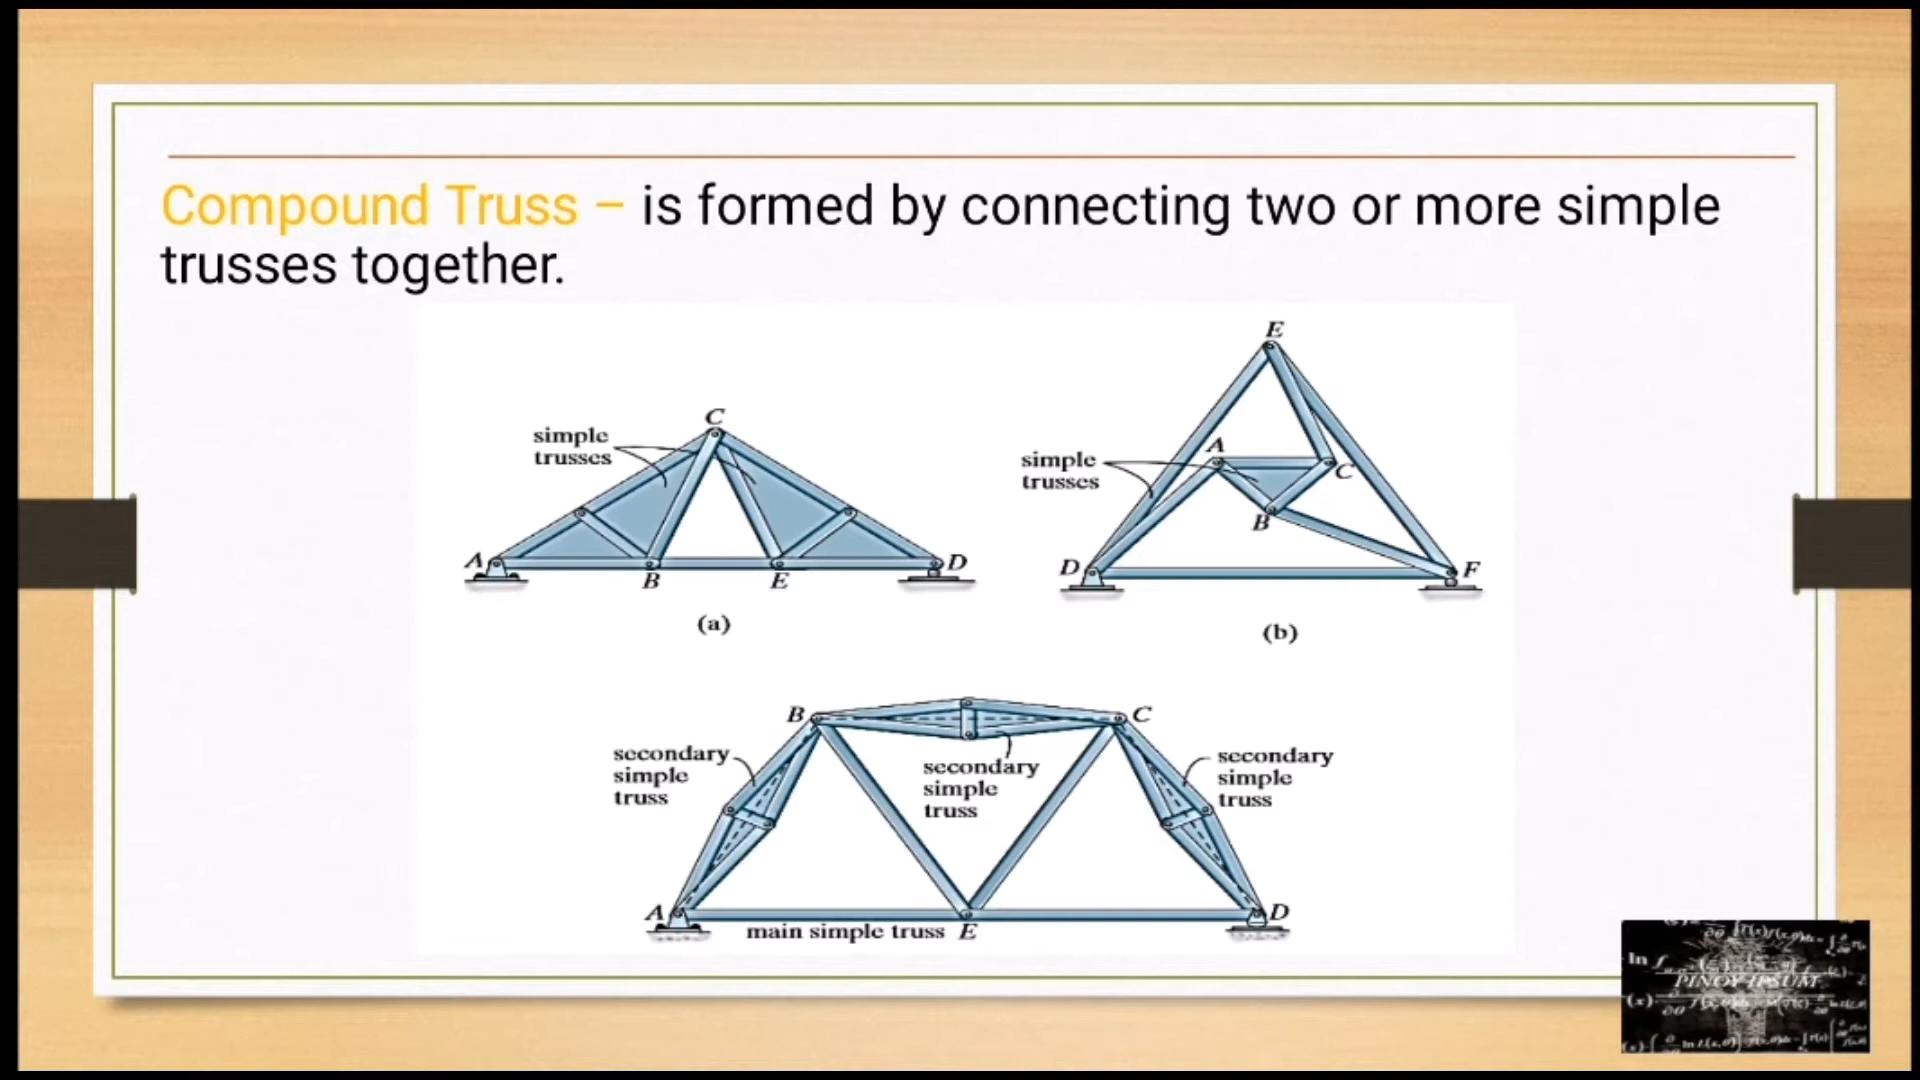 Compound Truss – is formed by connecting two or more simple
trusses together.
E
C
simple
trusses
A
simple
trusses
C
B
A
B
E
D
D
F
(a)
(b)
B
C
secondary
simple
truss
secondary
simple
truss
secondary
simple
truss
A
main simple truss
E
D
ln
PINOY IPSUM